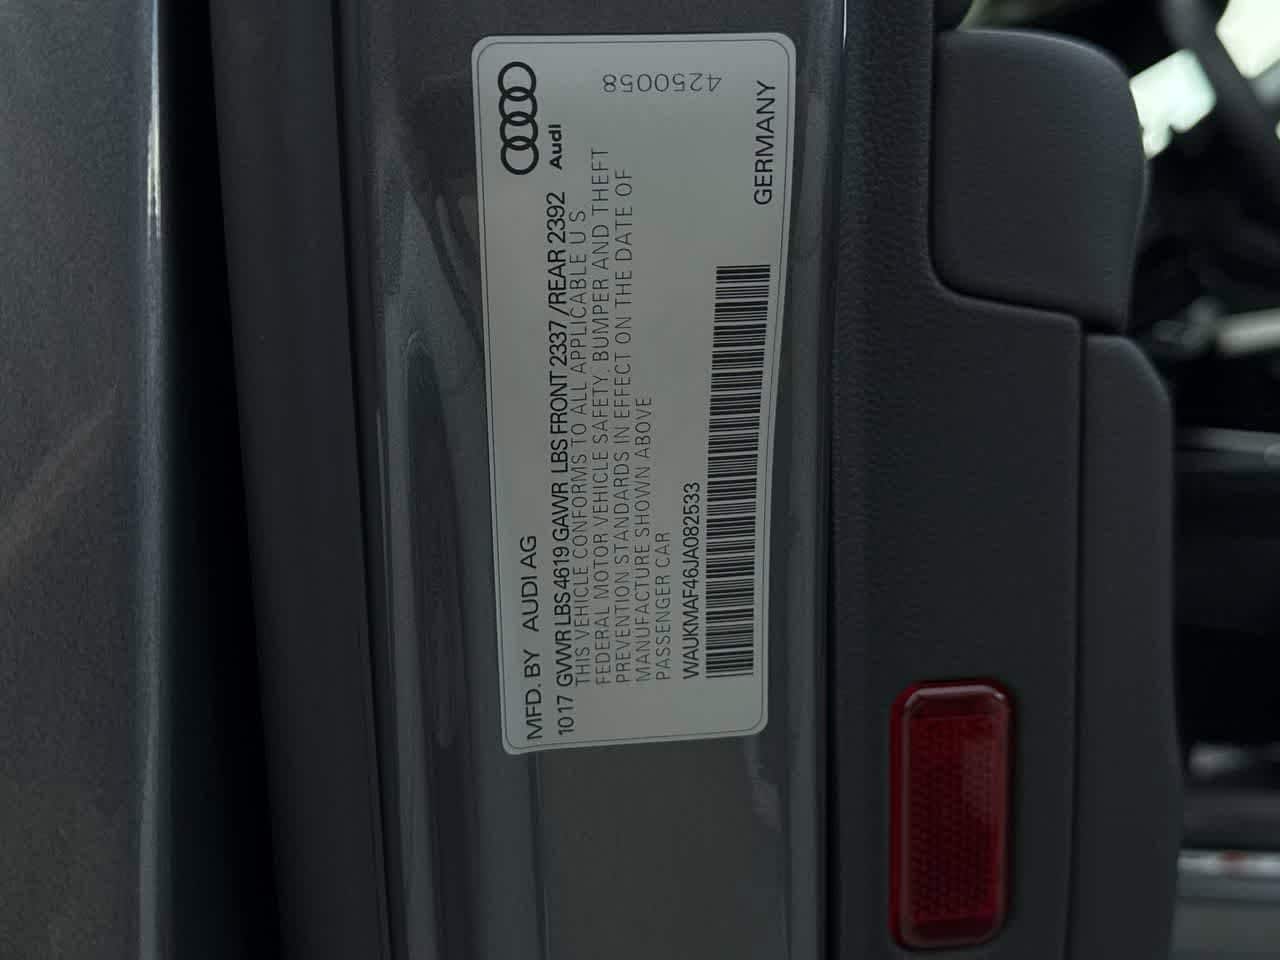 Audi
MFD. BY AUDI AG
10 17 GVWR LBS 4619 GAWR LBS FRONT 2337 /REAR 2392
THIS VEHICLE CONFORMS TO ALL APPLICABLE U S
FEDERAL MOTOR VEHICLE SAFETY, BUMPER AND THEFT
PREVENTION STANDARDS IN EFFECT ON THE DATE OF
MANUFACTURE SHOWN ABOVE
PASSENGER CAR
4250058
WAUKMAF46JA082533
GERMANY